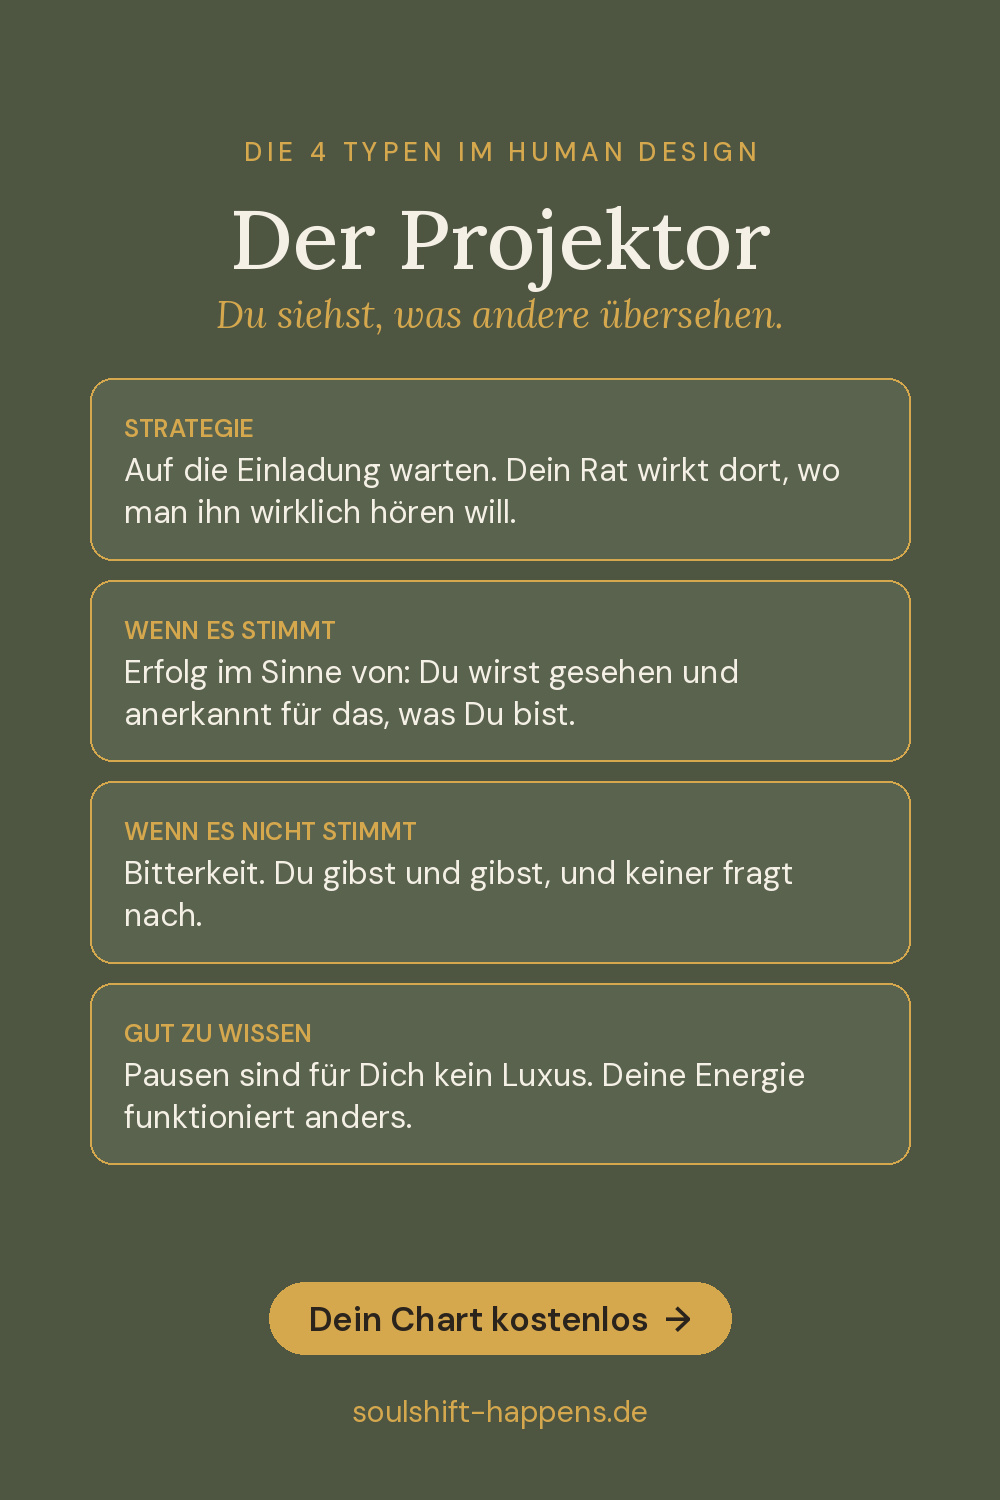 DIE 4 TYPEN IM HUMAN DESIGN
Der Projektor
Du siehst, was andere übersehen.
STRATEGIE
Auf die Einladung warten. Dein Rat wirkt dort, wo
man ihn wirklich hören will.
WENN ES STIMMT
Erfolg im Sinne von: Du wirst gesehen und
anerkannt für das, was Du bist.
WENN ES NICHT STIMMT
Bitterkeit. Du gibst und gibst, und keiner fragt
nach.
GUT ZU WISSEN
Pausen sind für Dich kein Luxus. Deine Energie
funktioniert anders.
Dein Chart kostenlos →
soulshift-happens.de